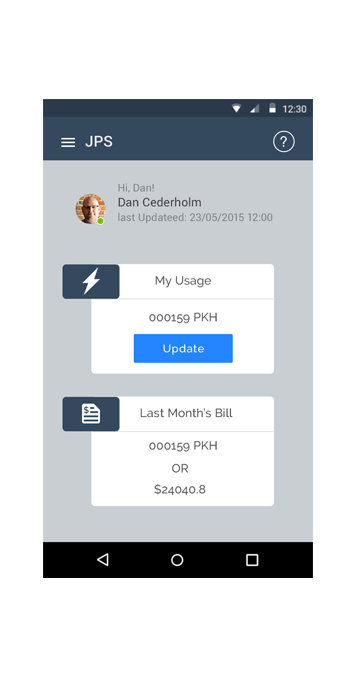 12:30
JPS
?
Hi, Dan!
Dan Cederholm
last Updateed: 23/05/2015 12:00
My Usage
000159 PKH
Update
$
Last Month's Bill
000159 PKH
OR
$24040.8